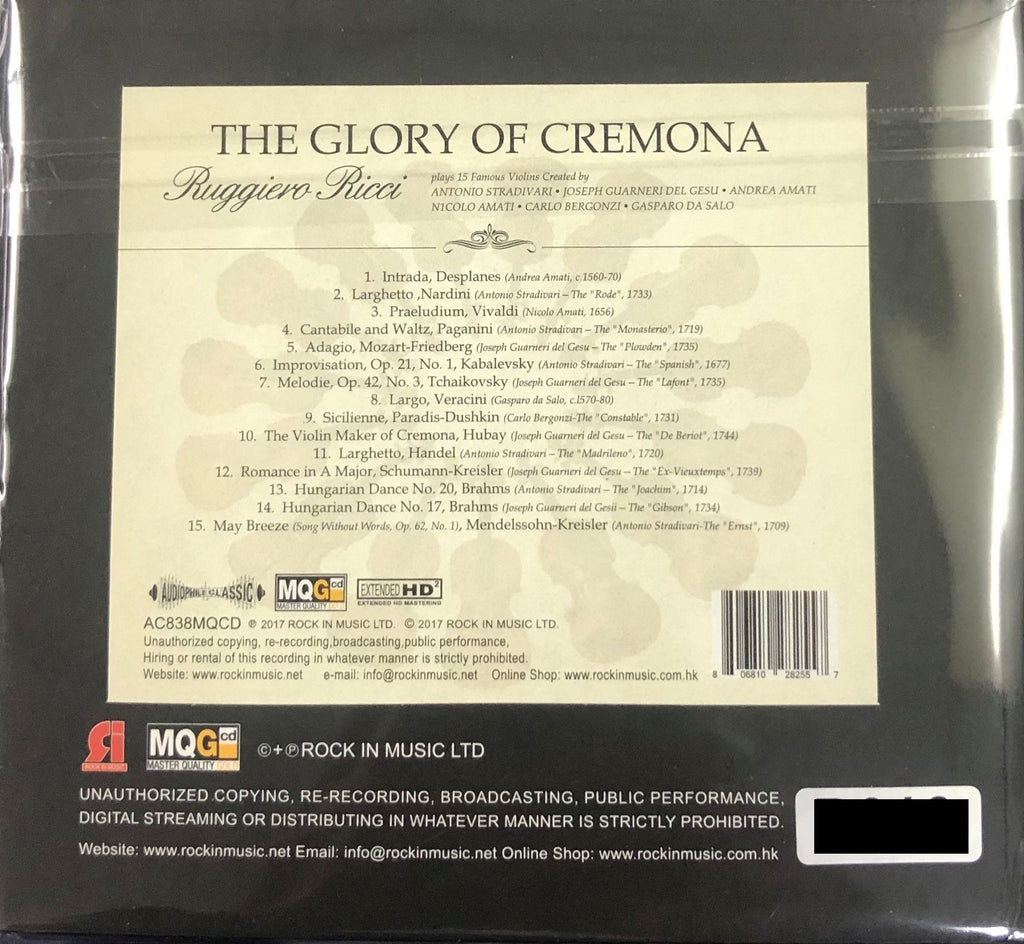 THE GLORY OF CREMONA
Ruggiero Ricci
plays 15 Famous Violins Created by
ANTONIO STRADIVARI • JOSEPH GUARNERI DEL GESU • ANDREA AMATI
N1COLO AMATI • CARLO BERGONZI • GASPARO DA SALO
1. Intrada, Desplanes (Andrea Amati, c.1560-70)
2. Larghetto ,Nardini (Antonio Stradivari – The "Rode", 1733)
3. Praeludium, Vivaldi (Nicolo Amati, 1656)
4. Cantabile and Waltz, Paganini (Antonio Stradivari – The "Monasterio", 1719)
5. Adagio, Mozart-Friedberg (Joseph Guarneri del Gesu – The "Plowden", 1735)
6. Improvisation, Op. 21, No. 1, Kabalevsky (Antonio Stradivari – The "Spanish", 1677)
7. Melodie, Op. 42, No. 3, Tchaikovsky (Joseph Guarneri del Gesu – The "Lafont", 1735)
8. Largo, Veracini (Gasparo da Salo, c.l570-80)
9. Sicilienne, Paradis-Dushkin (Carlo Bergonzi-The "Constable", 1731)
10. The Violin Maker of Cremona, Hubay (Joseph Guarneri del Gesu – The "De Beriot", 1744)
11. Larghetto, Handel (Antonio Stradivari – The "Madrileno", 1720)
12. Romance in A Major, Schumann-Kreisler (Joseph Guarneri del Gesu – The "Ex-Vieuxtemps", 1739)
13. Hungarian Dance No. 20, Brahms (Antonio Stradivari – The "Joachim", 1714)
14. Hungarian Dance No. 17, Brahms (Joseph Guarneri del Gesii – The "Gibson", 1734)
15. May Breeze (Song Without Words, Op. 62, No. 1), Mendelssohn-Kreisler (Antonio Stradivari-The "Ernst", 1709)
AUDIOPHILE CLASSIC
MQG cd
MASTER QUALITY GOLD
EXTENDED HD²
EXTENDED HD MASTERING
AC838MQCD ℗ 2017 ROCK IN MUSIC LTD. © 2017 ROCK IN MUSIC LTD.
Unauthorized copying, re-recording,broadcasting,public performance,
Hiring or rental of this recording in whatever manner is strictly prohibited.
Website: www.rockinmusic.net e-mail: info@rockinmusic.net Online Shop: www.rockinmusic.com.hk
8 06810 28255 7
ROCK IN MUSIC
MQG cd
MASTER QUALITY GOLD
©+℗ROCK IN MUSIC LTD
UNAUTHORIZED COPYING, RE-RECORDING, BROADCASTING, PUBLIC PERFORMANCE,
DIGITAL STREAMING OR DISTRIBUTING IN WHATEVER MANNER IS STRICTLY PROHIBITED.
Website: www.rockinmusic.net Email: info@rockinmusic.net Online Shop: www.rockinmusic.com.hk